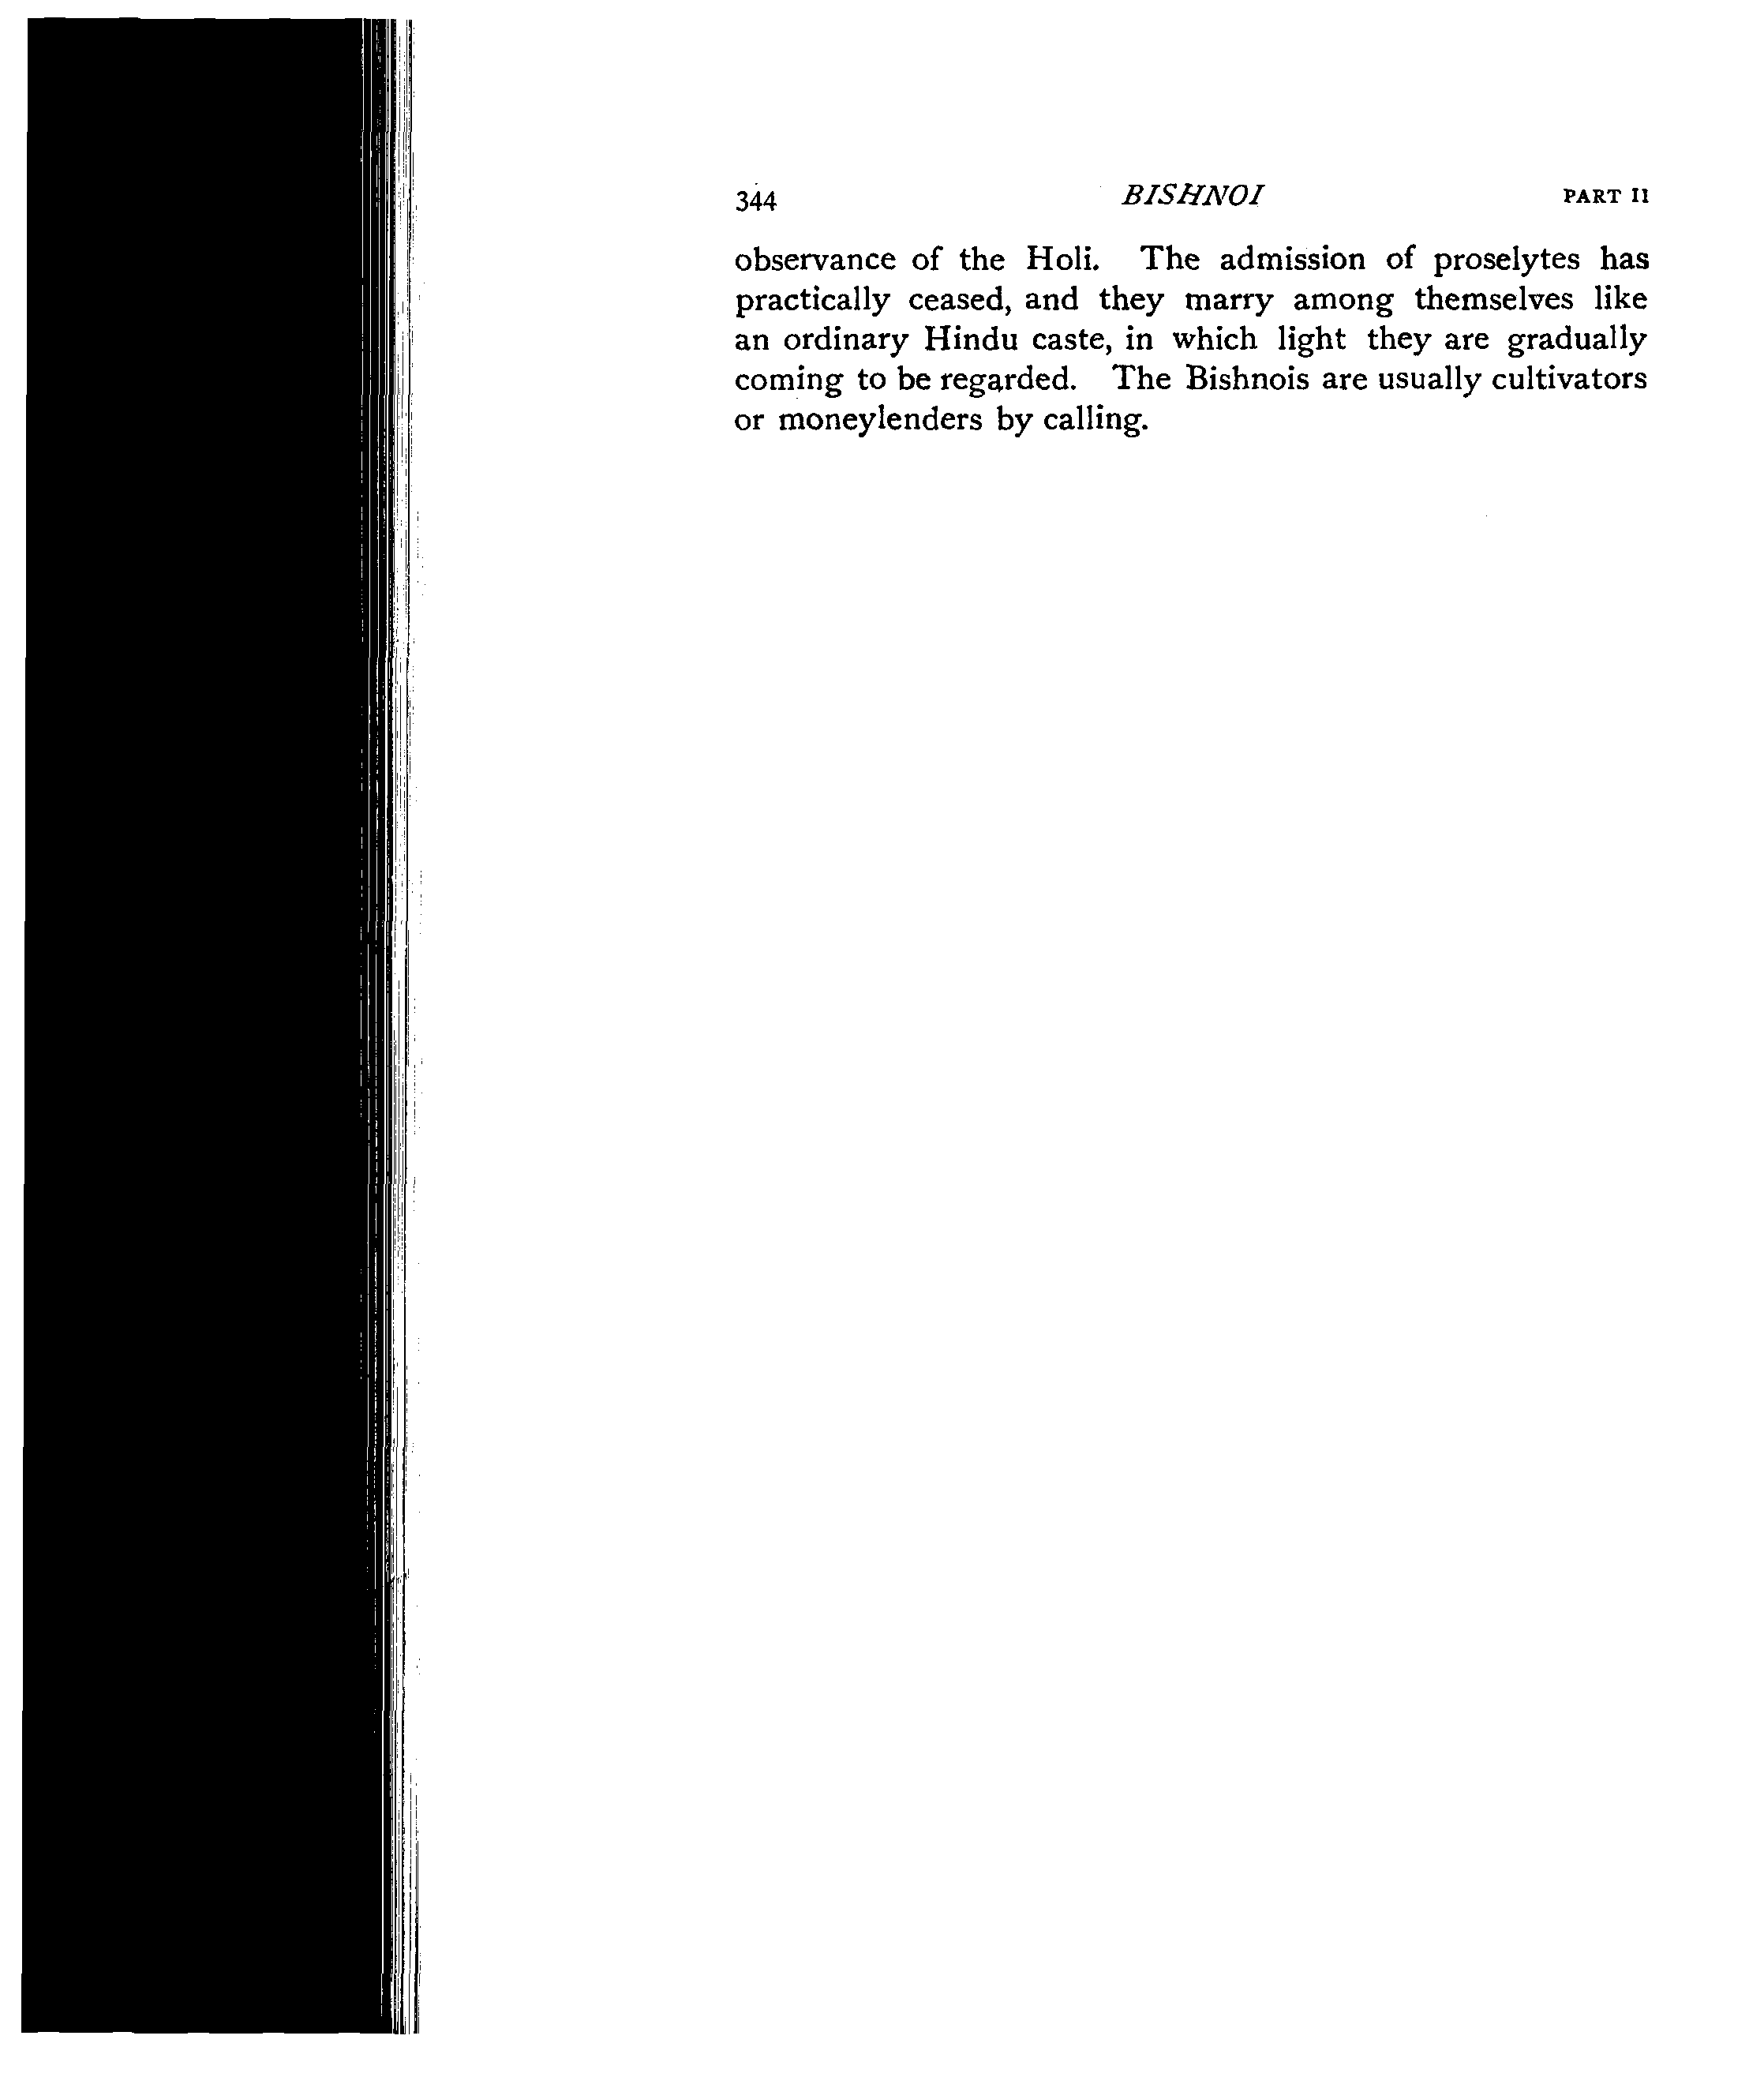 344 BISHNOI PART II
observance of the Holi. The admission of proselytes has
practically ceased, and they marry among themselves like
an ordinary Hindu caste, in which light they are gradually
coming to be regarded. The Bishnois are usually cultivators
or moneylenders by calling.